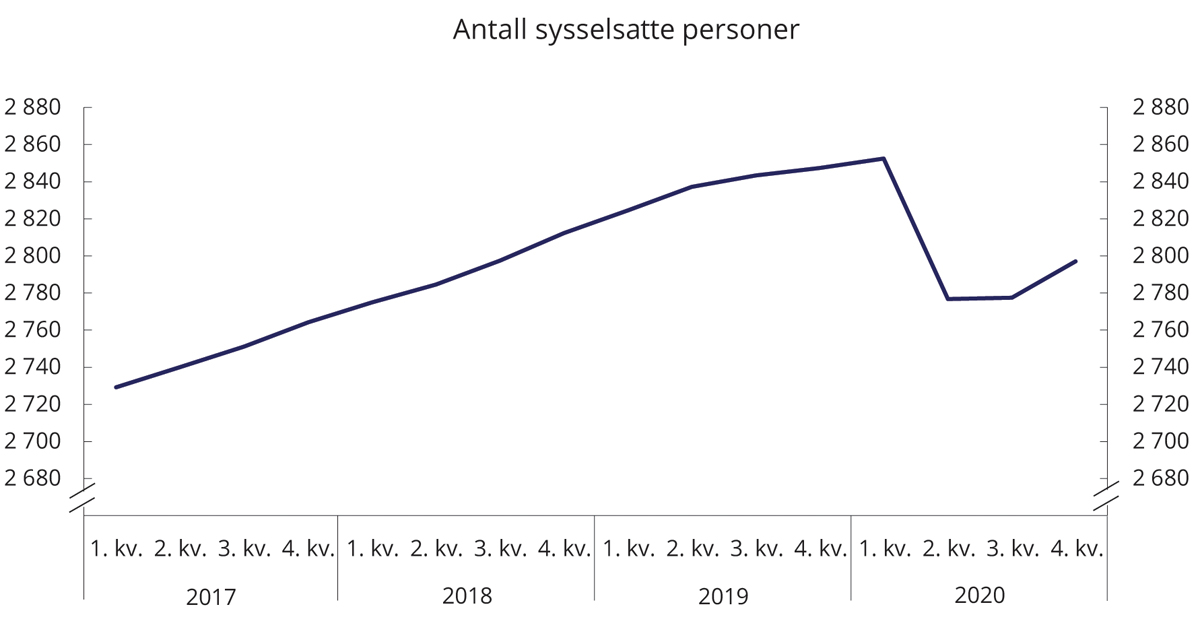 Antall sysselsatte personer
2 880 2 880
2 860 2 860
2 840 2 840
2 820 2 820
2 800 2 800
2 780 2 780
2 760 2 760
2 740 2 740
2 720 2 720
2 700 2 700
2 680 2 680
1. kv. 2. kv. 3. kv. 4. kv. 1. kv. 2. kv. 3. kv. 4. kv. 1. kv. 2. kv. 3. kv. 4. kv. 1. kv. 2. kv. 3. kv. 4. kv.
2017 2018 2019 2020